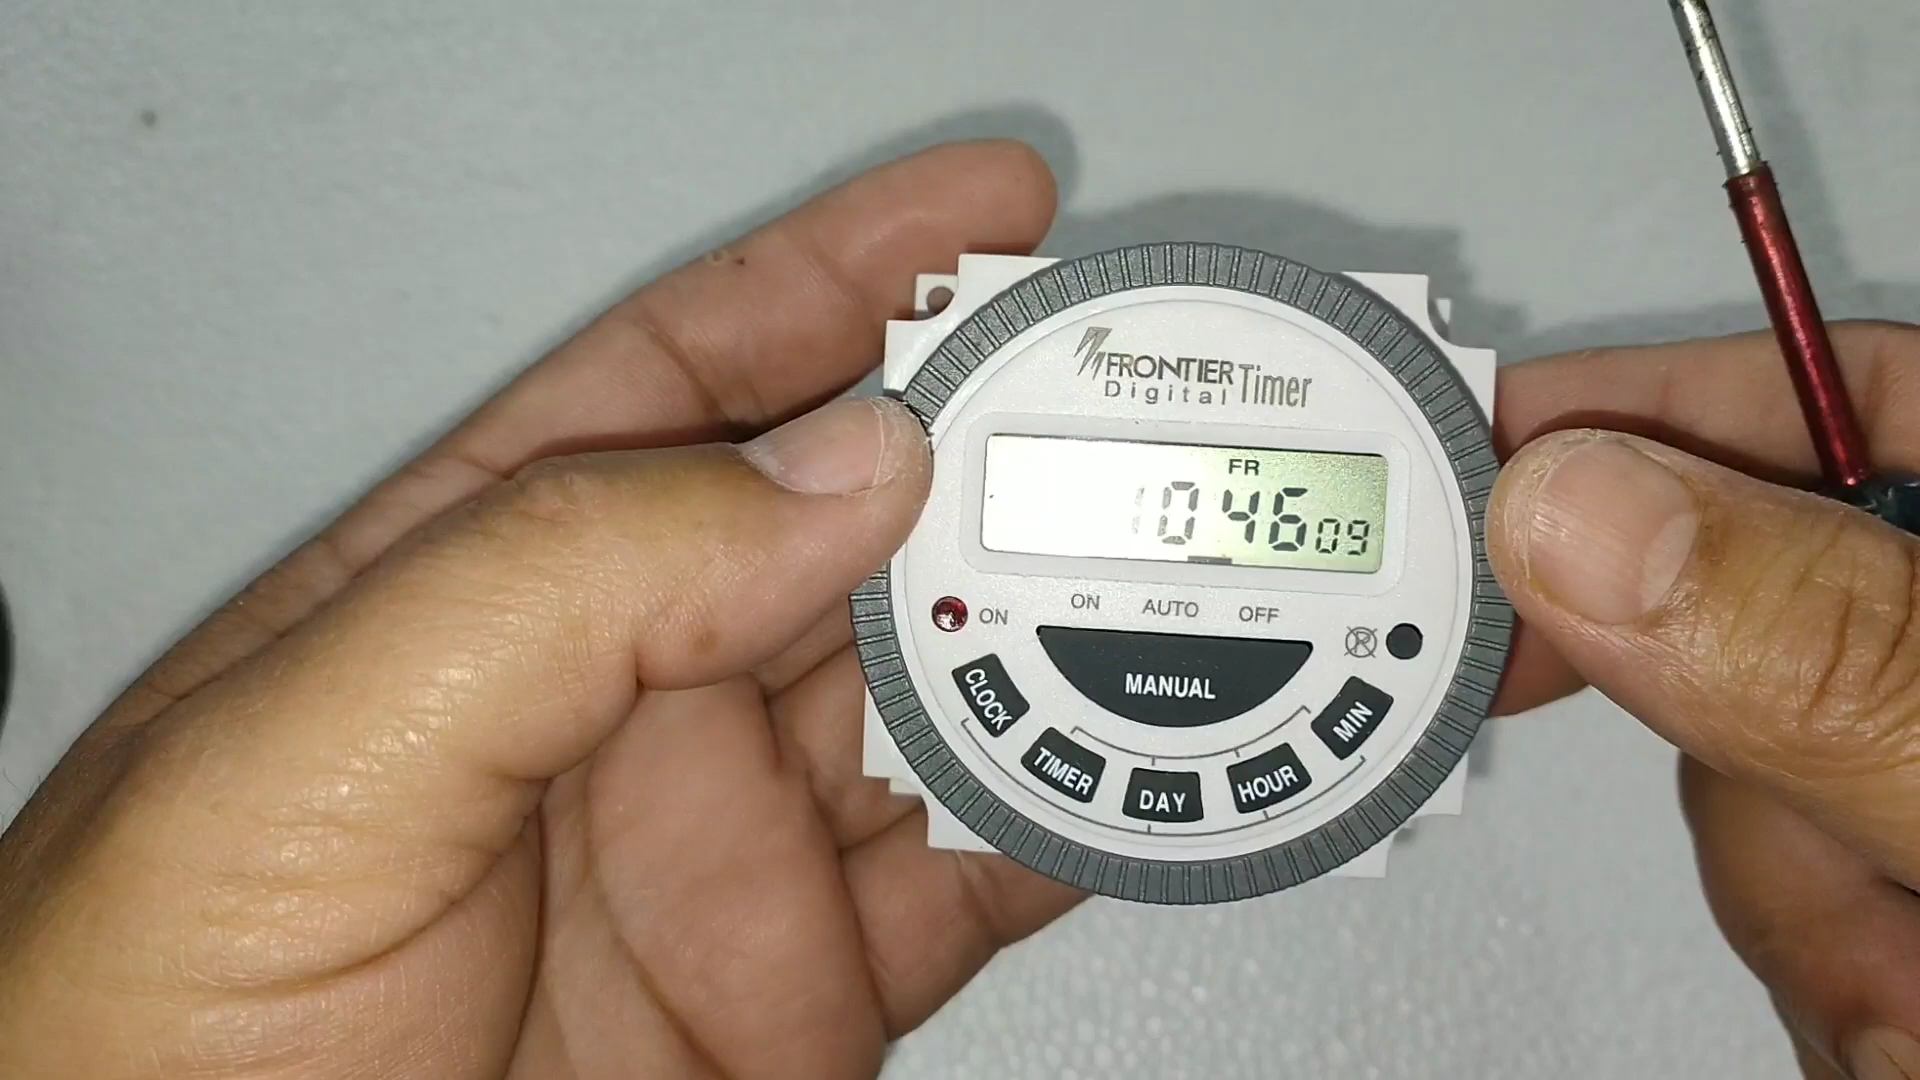 FRONTIER Timer
Digital
FR
10 46 09
ON AUTO OFF
ON
MANUAL
CLOCK
TIMER
DAY
HOUR
MIN
R